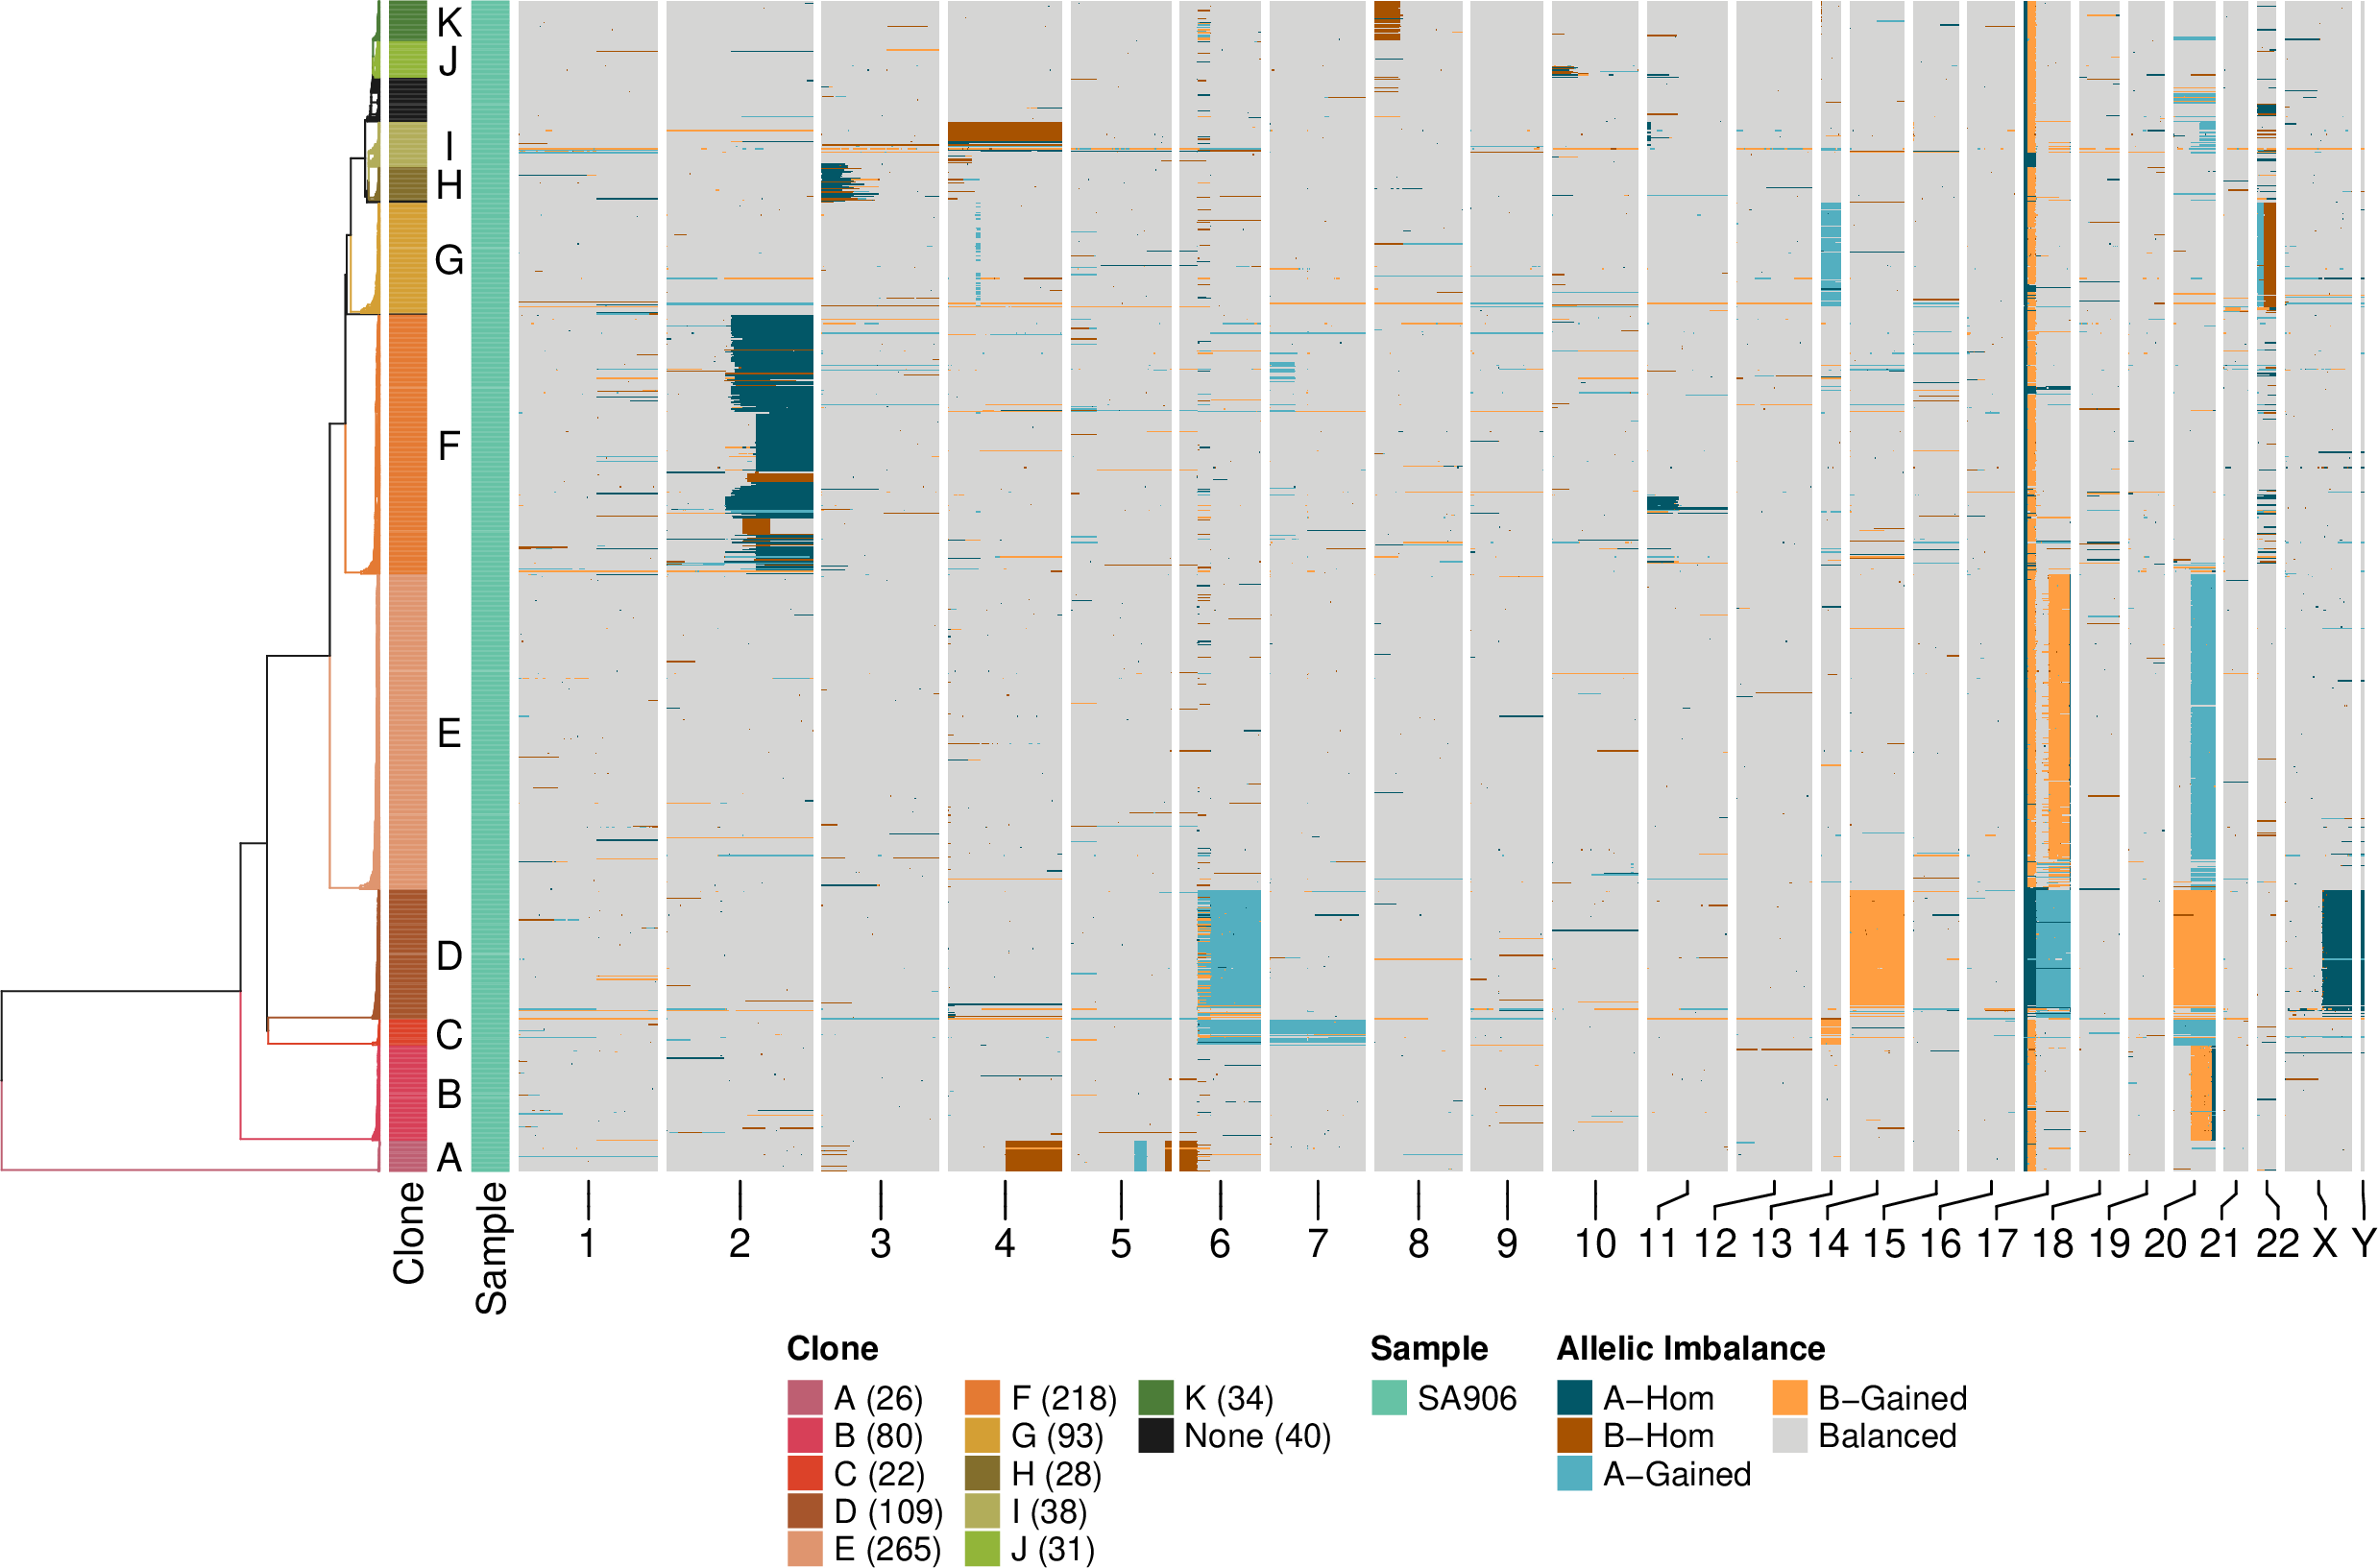 K
J
I
H
G
F
E
D
C
B
A
Clone
Sample
1 2 3 4 5 6 7 8 9 10 11 12 13 14 15 16 17 18 19 20 21 22 X Y
Clone Sample Allelic Imbalance
A (26) F (218) K (34) SA906 A–Hom B–Gained
B (80) G (93) None (40) B–Hom Balanced
C (22) H (28) A–Gained
D (109) I (38)
E (265) J (31)